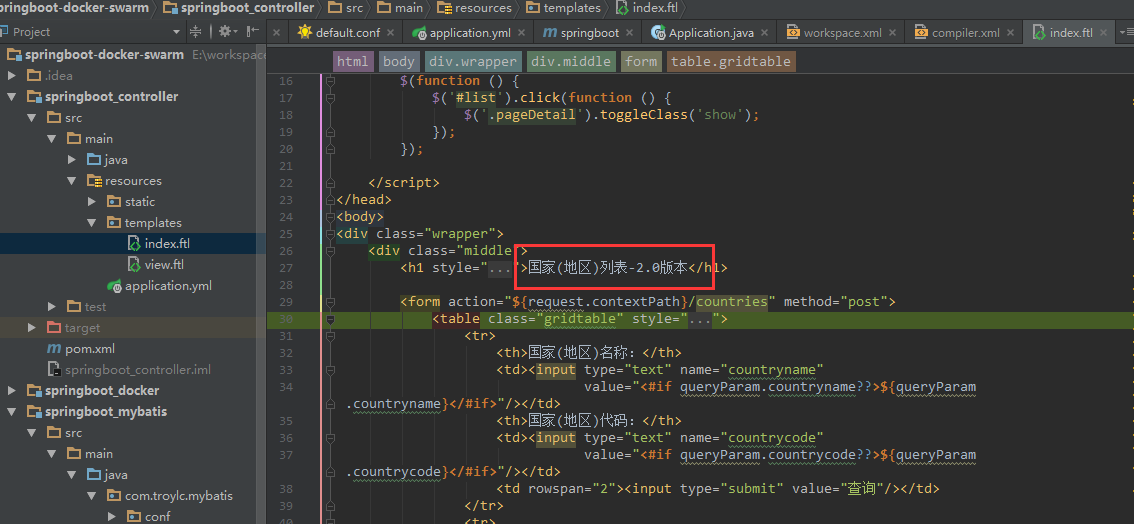 springboot-docker-swarm springboot_controller src main resources templates index.ftl
Project
default.conf application.yml springboot Application.java workspace.xml compiler.xml index.ftl
springboot-docker-swarm E:\workspac
.idea
springboot_controller
src
main
java
resources
static
templates
index.ftl
view.ftl
application.yml
test
target
pom.xml
springboot_controller.iml
springboot_docker
springboot_mybatis
src
main
java
com.troylc.mybatis
conf
html body div.wrapper div.middle form table.gridtable
16 $(function () {
17 $('#list').click(function () {
18 $('.pageDetail').toggleClass('show');
19 });
20 });
21
22 </script>
23 </head>
24 <body>
25 <div class="wrapper">
26 <div class="middle">
27 <h1 style="...">国家(地区)列表-2.0版本</h1>
28
29 <form action="${request.contextPath}/countries" method="post">
30 <table class="gridtable" style="...">
31 <tr>
32 <th>国家(地区)名称：</th>
33 <td><input type="text" name="countryname"
34 value="<#if queryParam.countryname??>${queryParam
.countryname}</#if>"/></td>
35 <th>国家(地区)代码：</th>
36 <td><input type="text" name="countrycode"
37 value="<#if queryParam.countrycode??>${queryParam
.countrycode}</#if>"/></td>
38 <td rowspan="2"><input type="submit" value="查询"/></td>
39 </tr>
40 <tr>